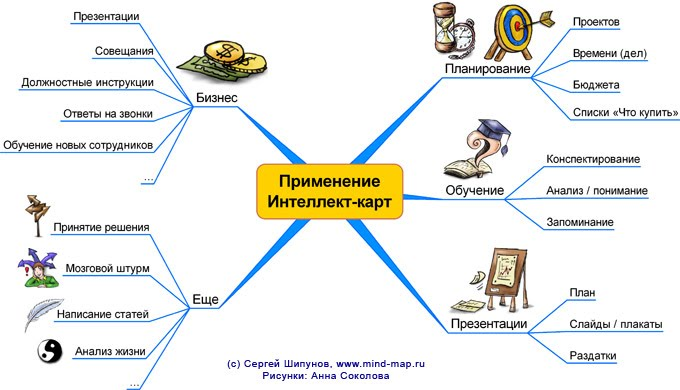 Применение
Интеллект-карт
Планирование
Проектов
Времени (дел)
Бюджета
Списки «Что купить»
Обучение
Конспектирование
Анализ / понимание
Запоминание
Презентации
План
Слайды / плакаты
Раздатки
Бизнес
Презентации
Совещания
Должностные инструкции
Ответы на звонки
Обучение новых сотрудников
...
Еще
Принятие решения
Мозговой штурм
Написание статей
Анализ жизни
...
(c) Сергей Шипунов, www.mind-map.ru
Рисунки: Анна Соколова